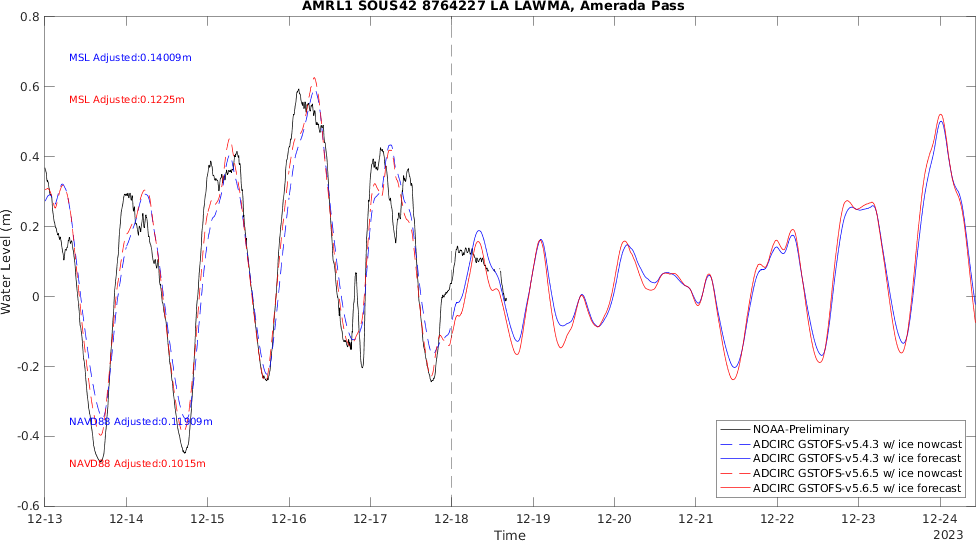 AMRL1 SOUS42 8764227 LA LAWMA, Amerada Pass
0.8
0.6
0.4
0.2
0
-0.2
-0.4
-0.6
Water Level (m)
MSL Adjusted:0.14009m
MSL Adjusted:0.1225m
NAVD88 Adjusted:0.11909m
NAVD88 Adjusted:0.1015m
NOAA-Preliminary
ADCIRC GSTOFS-v5.4.3 w/ ice nowcast
ADCIRC GSTOFS-v5.4.3 w/ ice forecast
ADCIRC GSTOFS-v5.6.5 w/ ice nowcast
ADCIRC GSTOFS-v5.6.5 w/ ice forecast
12-13 12-14 12-15 12-16 12-17 12-18 12-19 12-20 12-21 12-22 12-23 12-24
Time
2023